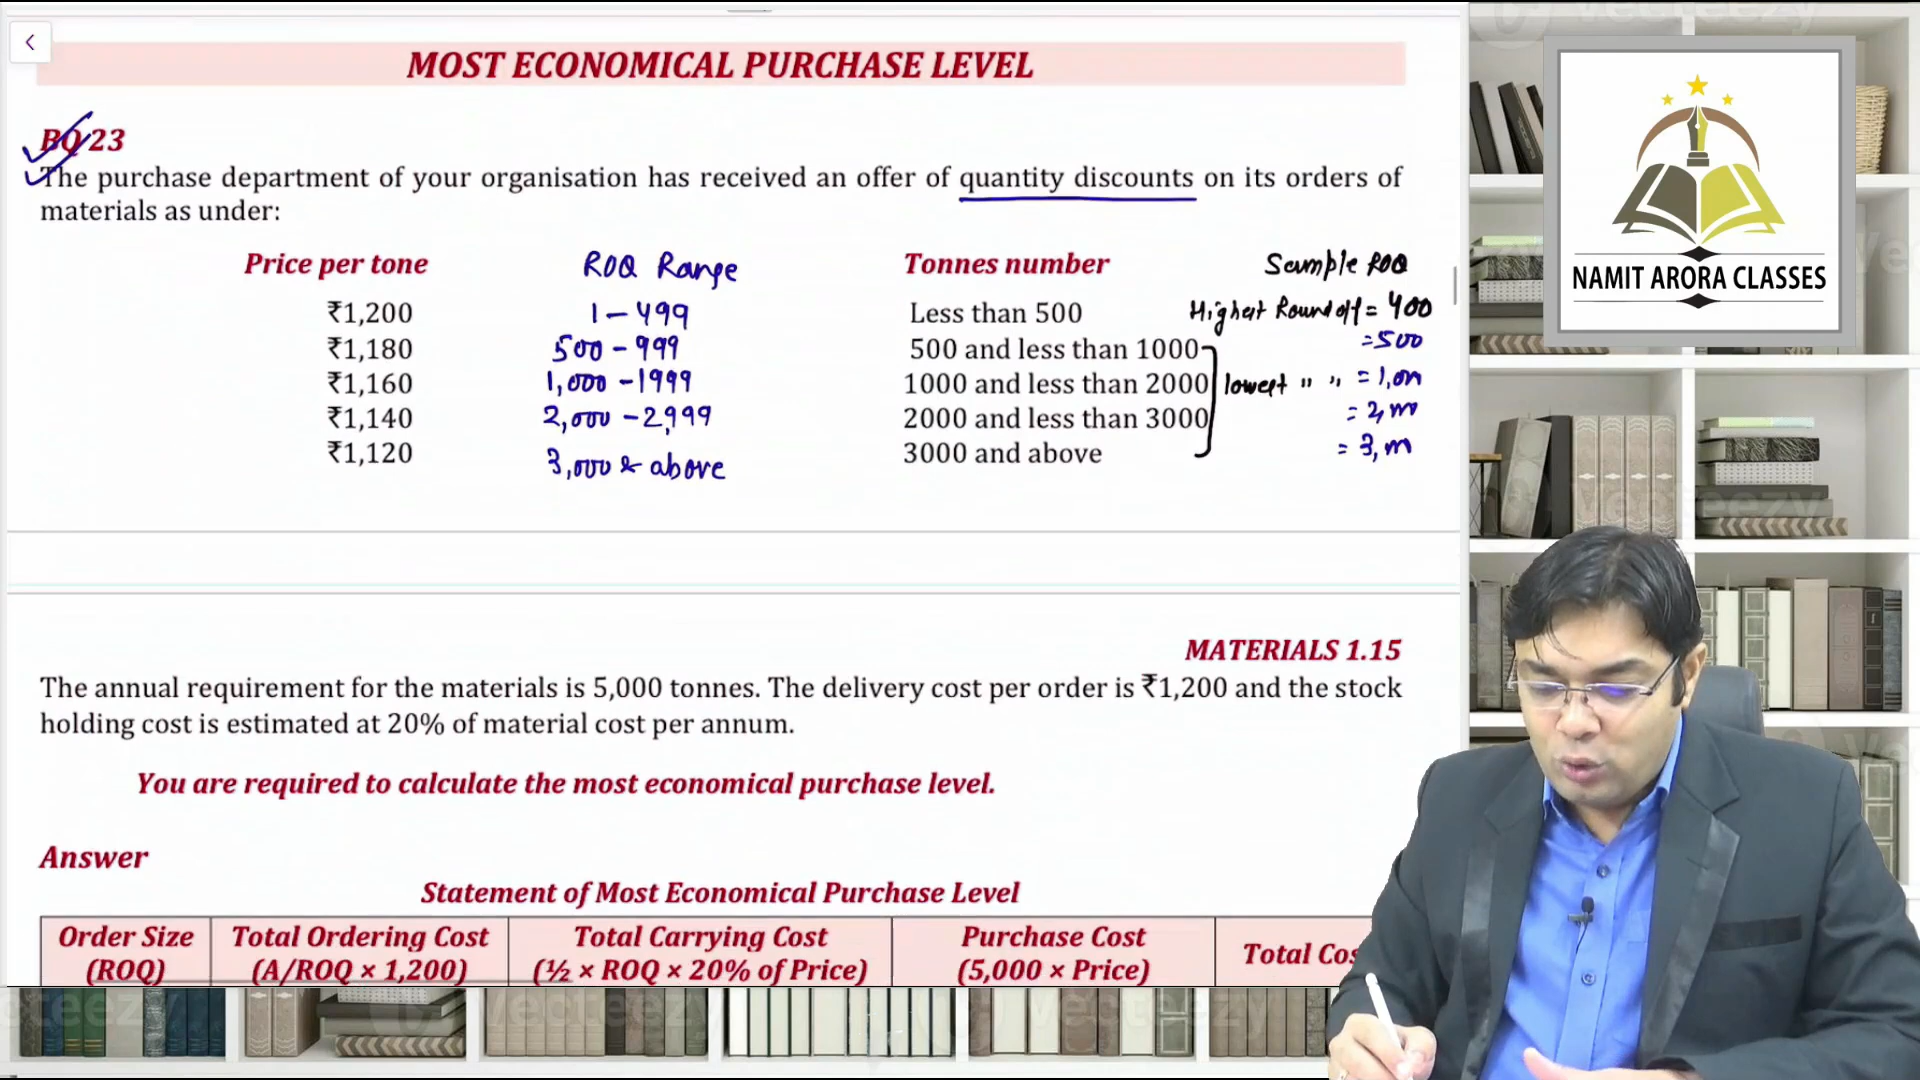 MOST ECONOMICAL PURCHASE LEVEL
BQ 23
The purchase department of your organisation has received an offer of quantity discounts on its orders of
materials as under:
Price per tone ROQ Range Tonnes number Sample ROQ
₹1,200 1 – 499 Less than 500 Highest Round off = 400
₹1,180 500 – 999 500 and less than 1000 = 500
₹1,160 1,000 – 1999 1000 and less than 2000 lowest " " = 1,000
₹1,140 2,000 – 2,999 2000 and less than 3000 = 2,000
₹1,120 3,000 & above 3000 and above = 3,000
NAMIT ARORA CLASSES
MATERIALS 1.15
The annual requirement for the materials is 5,000 tonnes. The delivery cost per order is ₹1,200 and the stock
holding cost is estimated at 20% of material cost per annum.
You are required to calculate the most economical purchase level.
Answer
Statement of Most Economical Purchase Level
Order Size Total Ordering Cost Total Carrying Cost Purchase Cost Total Cos
(ROQ) (A/ROQ × 1,200) (½ × ROQ × 20% of Price) (5,000 × Price)
vecteezy